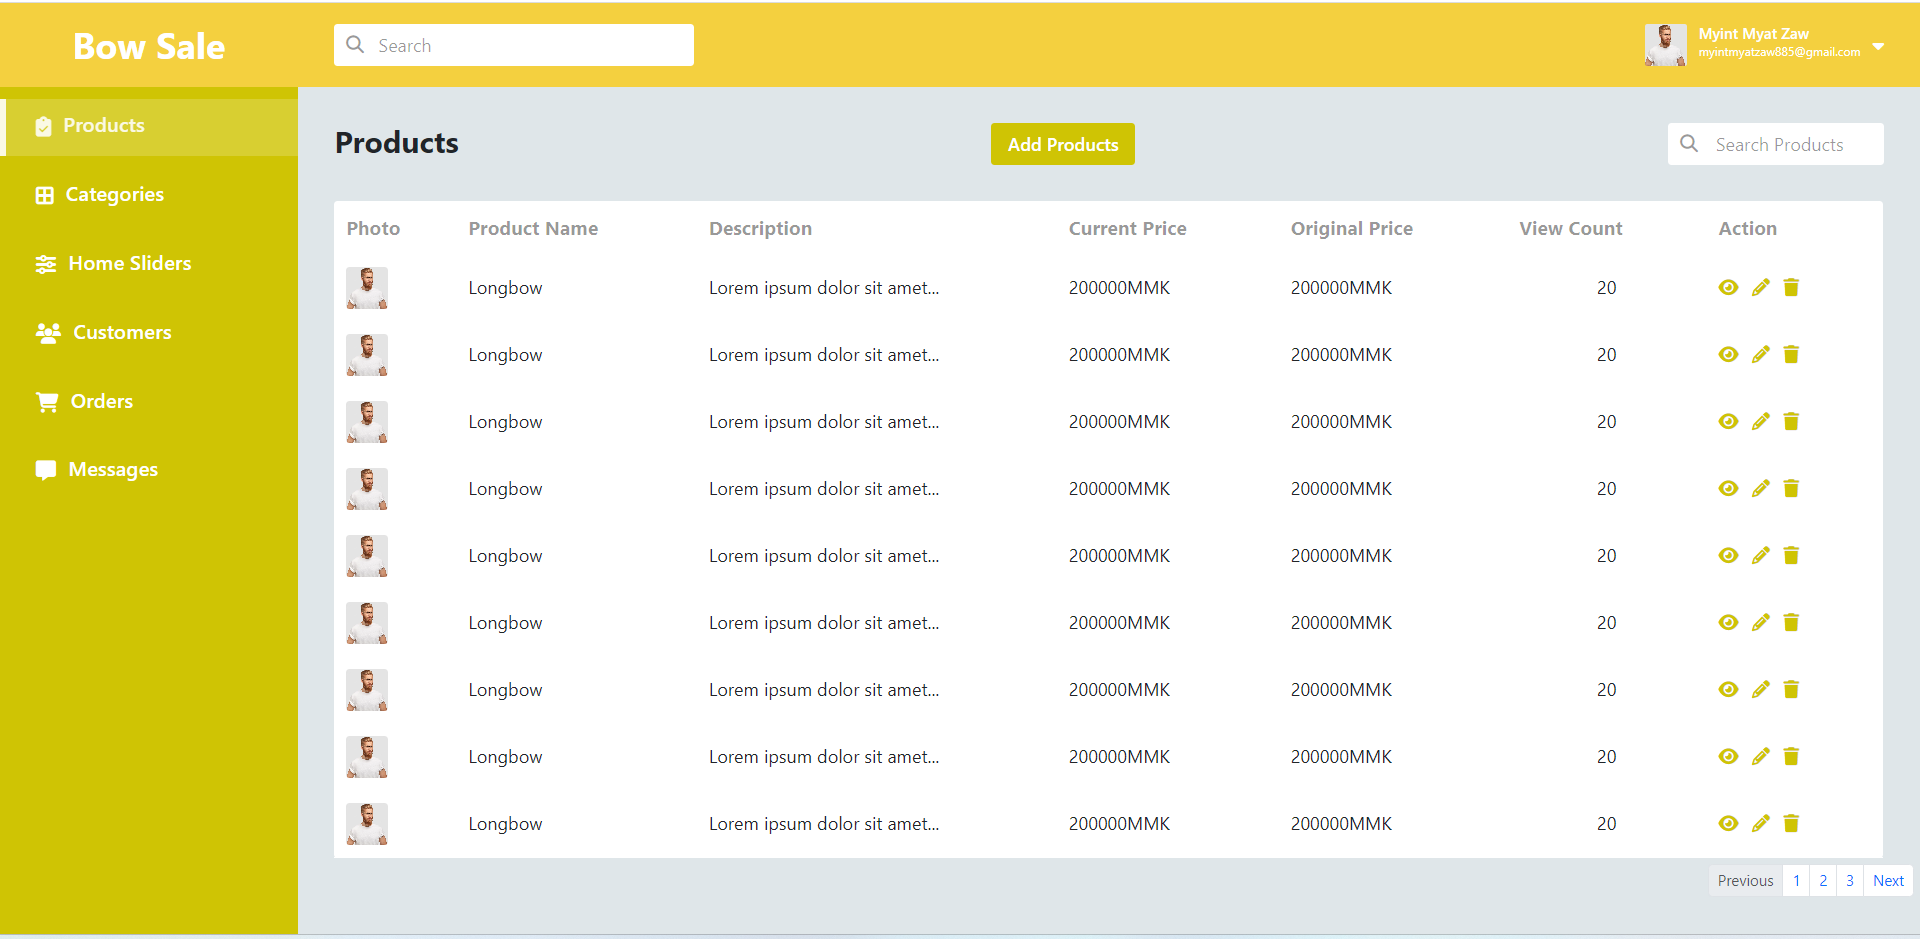 Bow Sale
Search
Myint Myat Zaw
myintmyatzaw885@gmail.com
Products
Categories
Home Sliders
Customers
Orders
Messages
Products
Add Products
Search Products
Photo Product Name Description Current Price Original Price View Count Action
Longbow Lorem ipsum dolor sit amet... 200000MMK 200000MMK 20
Longbow Lorem ipsum dolor sit amet... 200000MMK 200000MMK 20
Longbow Lorem ipsum dolor sit amet... 200000MMK 200000MMK 20
Longbow Lorem ipsum dolor sit amet... 200000MMK 200000MMK 20
Longbow Lorem ipsum dolor sit amet... 200000MMK 200000MMK 20
Longbow Lorem ipsum dolor sit amet... 200000MMK 200000MMK 20
Longbow Lorem ipsum dolor sit amet... 200000MMK 200000MMK 20
Longbow Lorem ipsum dolor sit amet... 200000MMK 200000MMK 20
Longbow Lorem ipsum dolor sit amet... 200000MMK 200000MMK 20
Previous 1 2 3 Next